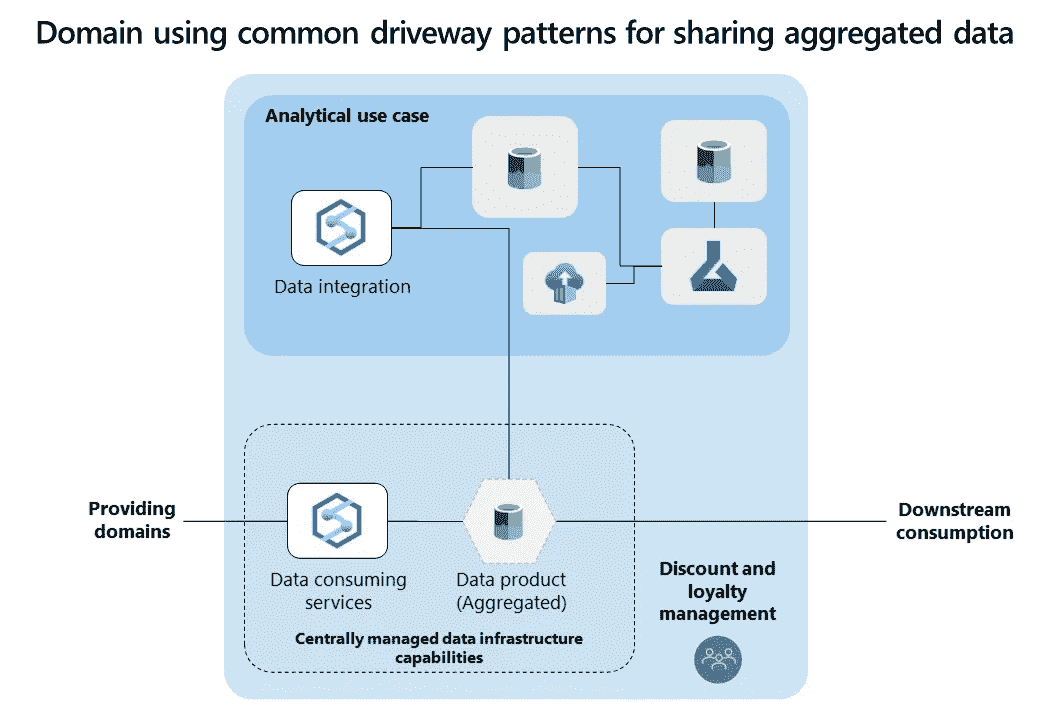 Domain using common driveway patterns for sharing aggregated data
Analytical use case
Data integration
Providing
domains
Data consuming
services
Data product
(Aggregated)
Centrally managed data infrastructure
capabilities
Discount and
loyalty
management
Downstream
consumption